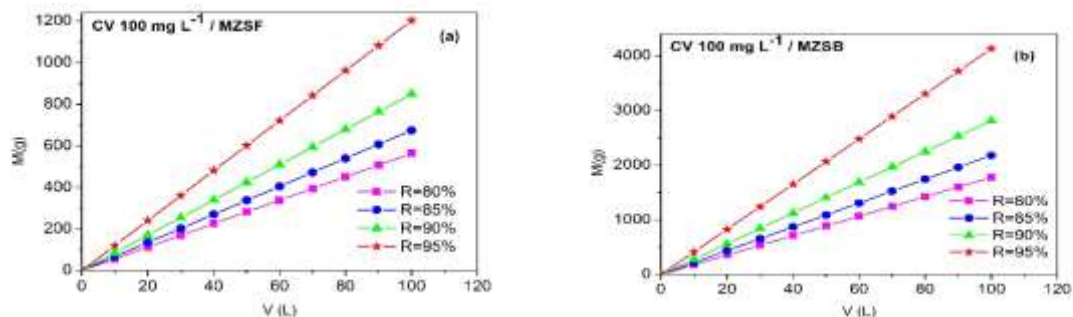 CV 100 mg L-1 / MZSF
(a)
1200
1000
800
600
400
200
0
M(g)
R=80%
R=85%
R=90%
R=95%
0 20 40 60 80 100 120
V (L)
CV 100 mg L-1 / MZSB
(b)
4000
3000
2000
1000
0
M(g)
R=80%
R=85%
R=90%
R=95%
0 20 40 60 80 100 120
V (L)